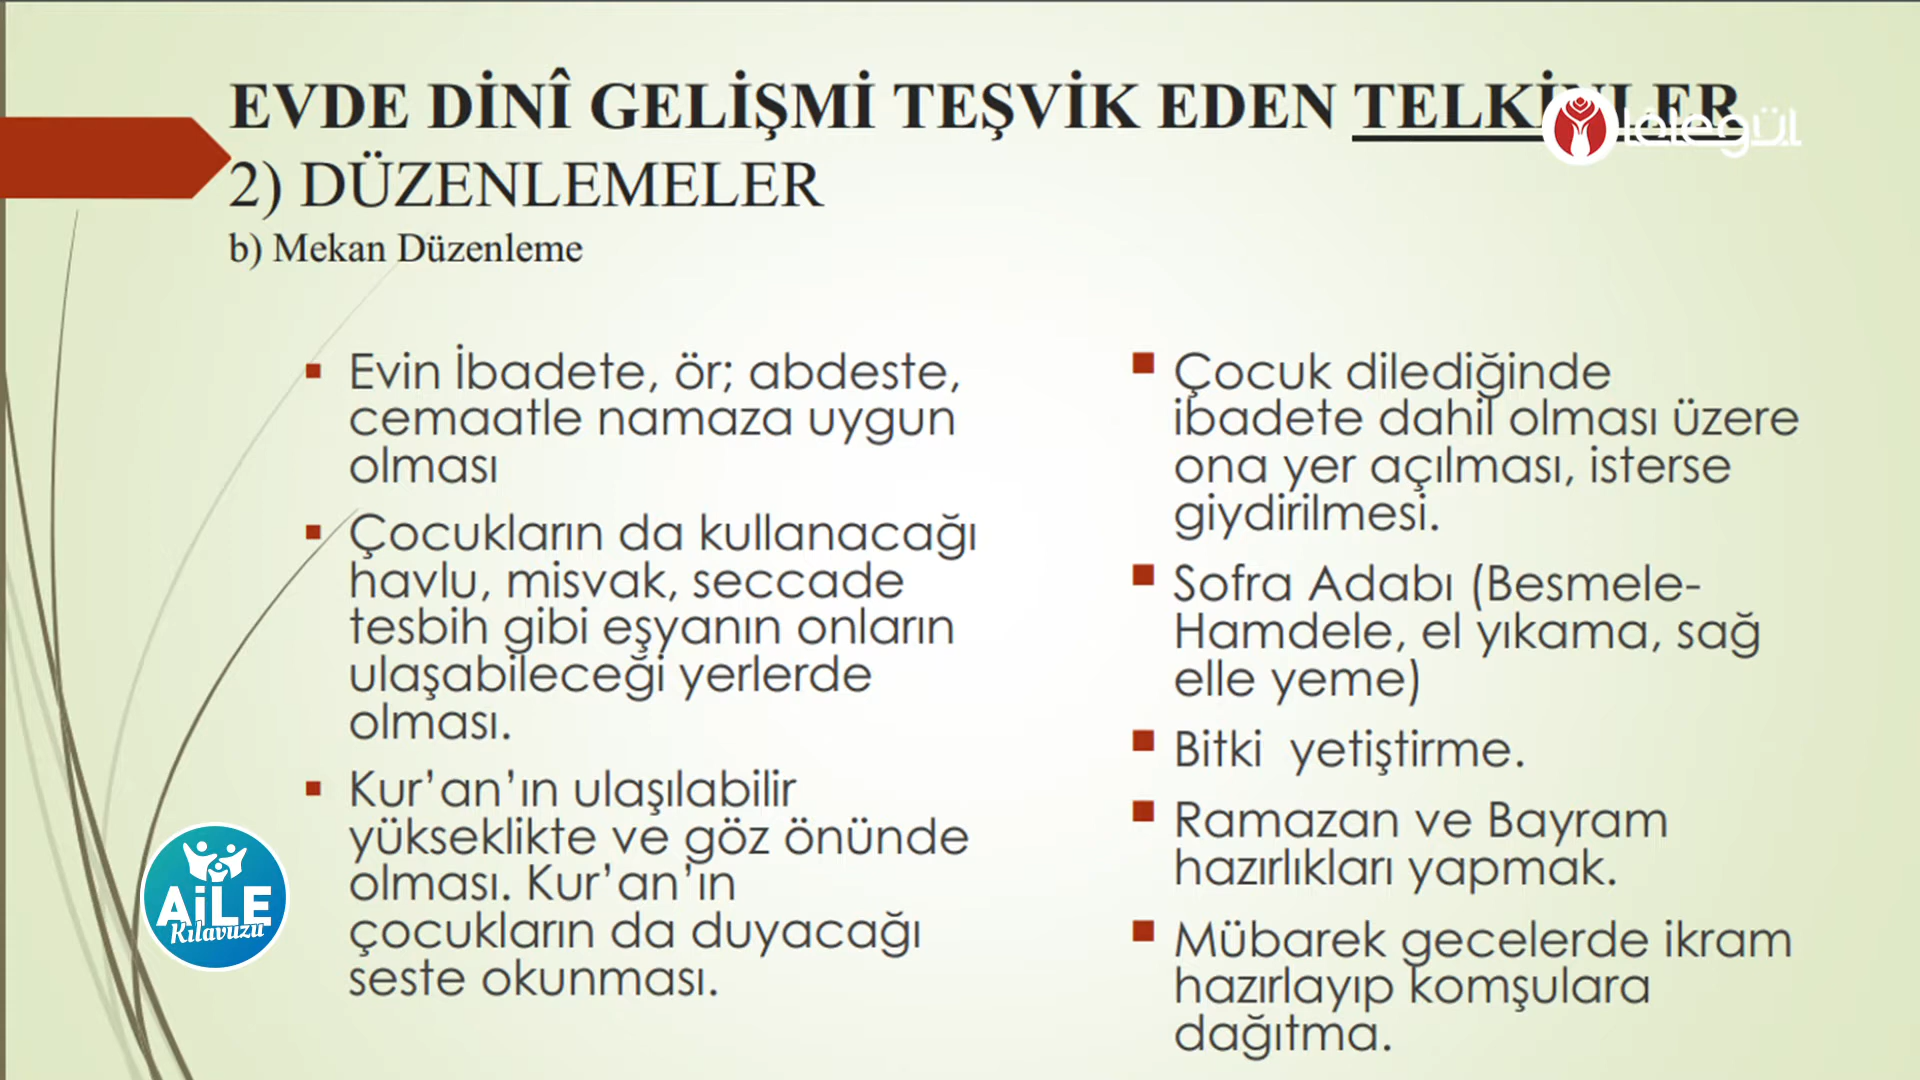 EVDE DİNÎ GELİŞMİ TEŞVİK EDEN TELKİNLER
lâlegül
2) DÜZENLEMELER
b) Mekan Düzenleme
Evin İbadete, ör; abdeste,
cemaatle namaza uygun
olması
Çocukların da kullanacağı
havlu, misvak, seccade
tesbih gibi eşyanın onların
ulaşabileceği yerlerde
olması.
Kur’an’ın ulaşılabilir
yükseklikte ve göz önünde
olması. Kur’an’ın
çocukların da duyacağı
seste okunması.
Çocuk dilediğinde
ibadete dahil olması üzere
ona yer açılması, isterse
giydirilmesi.
Sofra Adabı (Besmele-
Hamdele, el yıkama, sağ
elle yeme)
Bitki  yetiştirme.
Ramazan ve Bayram
hazırlıkları yapmak.
Mübarek gecelerde ikram
hazırlayıp komşulara
dağıtma.
AiLE
Kılavuzu